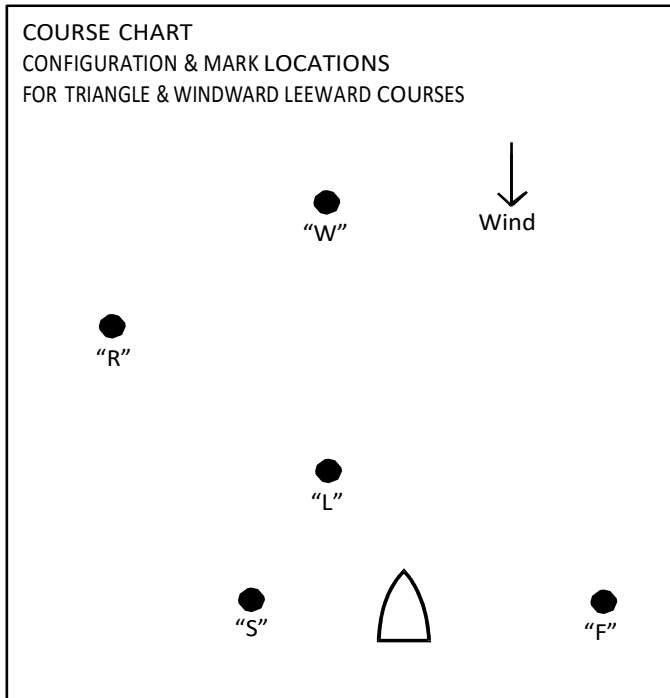 COURSE CHART
CONFIGURATION & MARK LOCATIONS
FOR TRIANGLE & WINDWARD LEEWARD COURSES
“W”
Wind
“R”
“L”
“S”
“F”